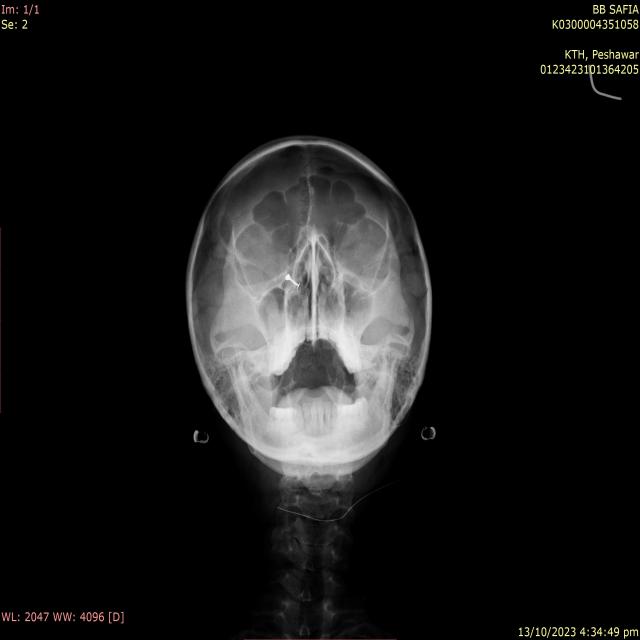 Im: 1/1
Se: 2
BB SAFIA
K0300004351058
KTH, Peshawar
0123423101364205
WL: 2047 WW: 4096 [D]
13/10/2023 4:34:49 pm